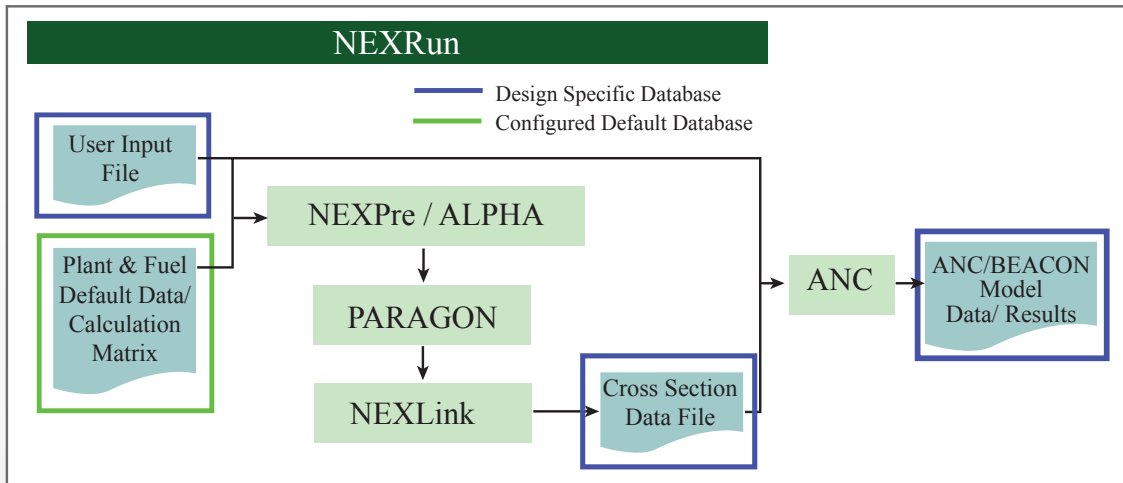 NEXRun
Design Specific Database
Configured Default Database
User Input
File
NEXPre / ALPHA
Plant & Fuel
Default Data/
Calculation
Matrix
PARAGON
NEXLink
Cross Section
Data File
ANC
ANC/BEACON
Model
Data/ Results